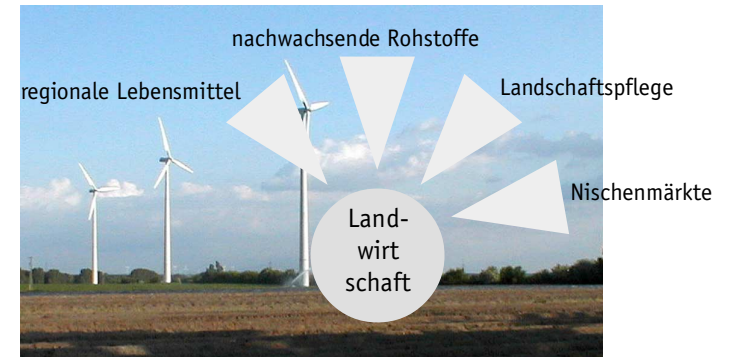 nachwachsende Rohstoffe
regionale Lebensmittel
Landschaftspflege
Nischenmärkte
Land-
wirt
schaft